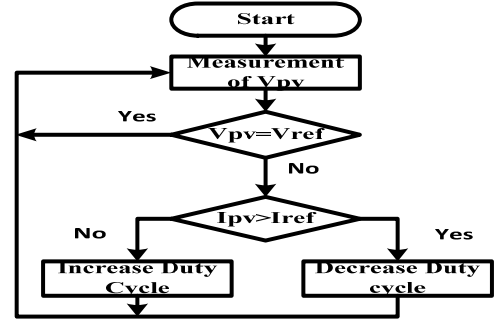 Start
Measurement
of Vpv
Yes
Vpv=Vref
No
Ipv>Iref
No
Yes
Increase Duty
Cycle
Decrease Duty
cycle